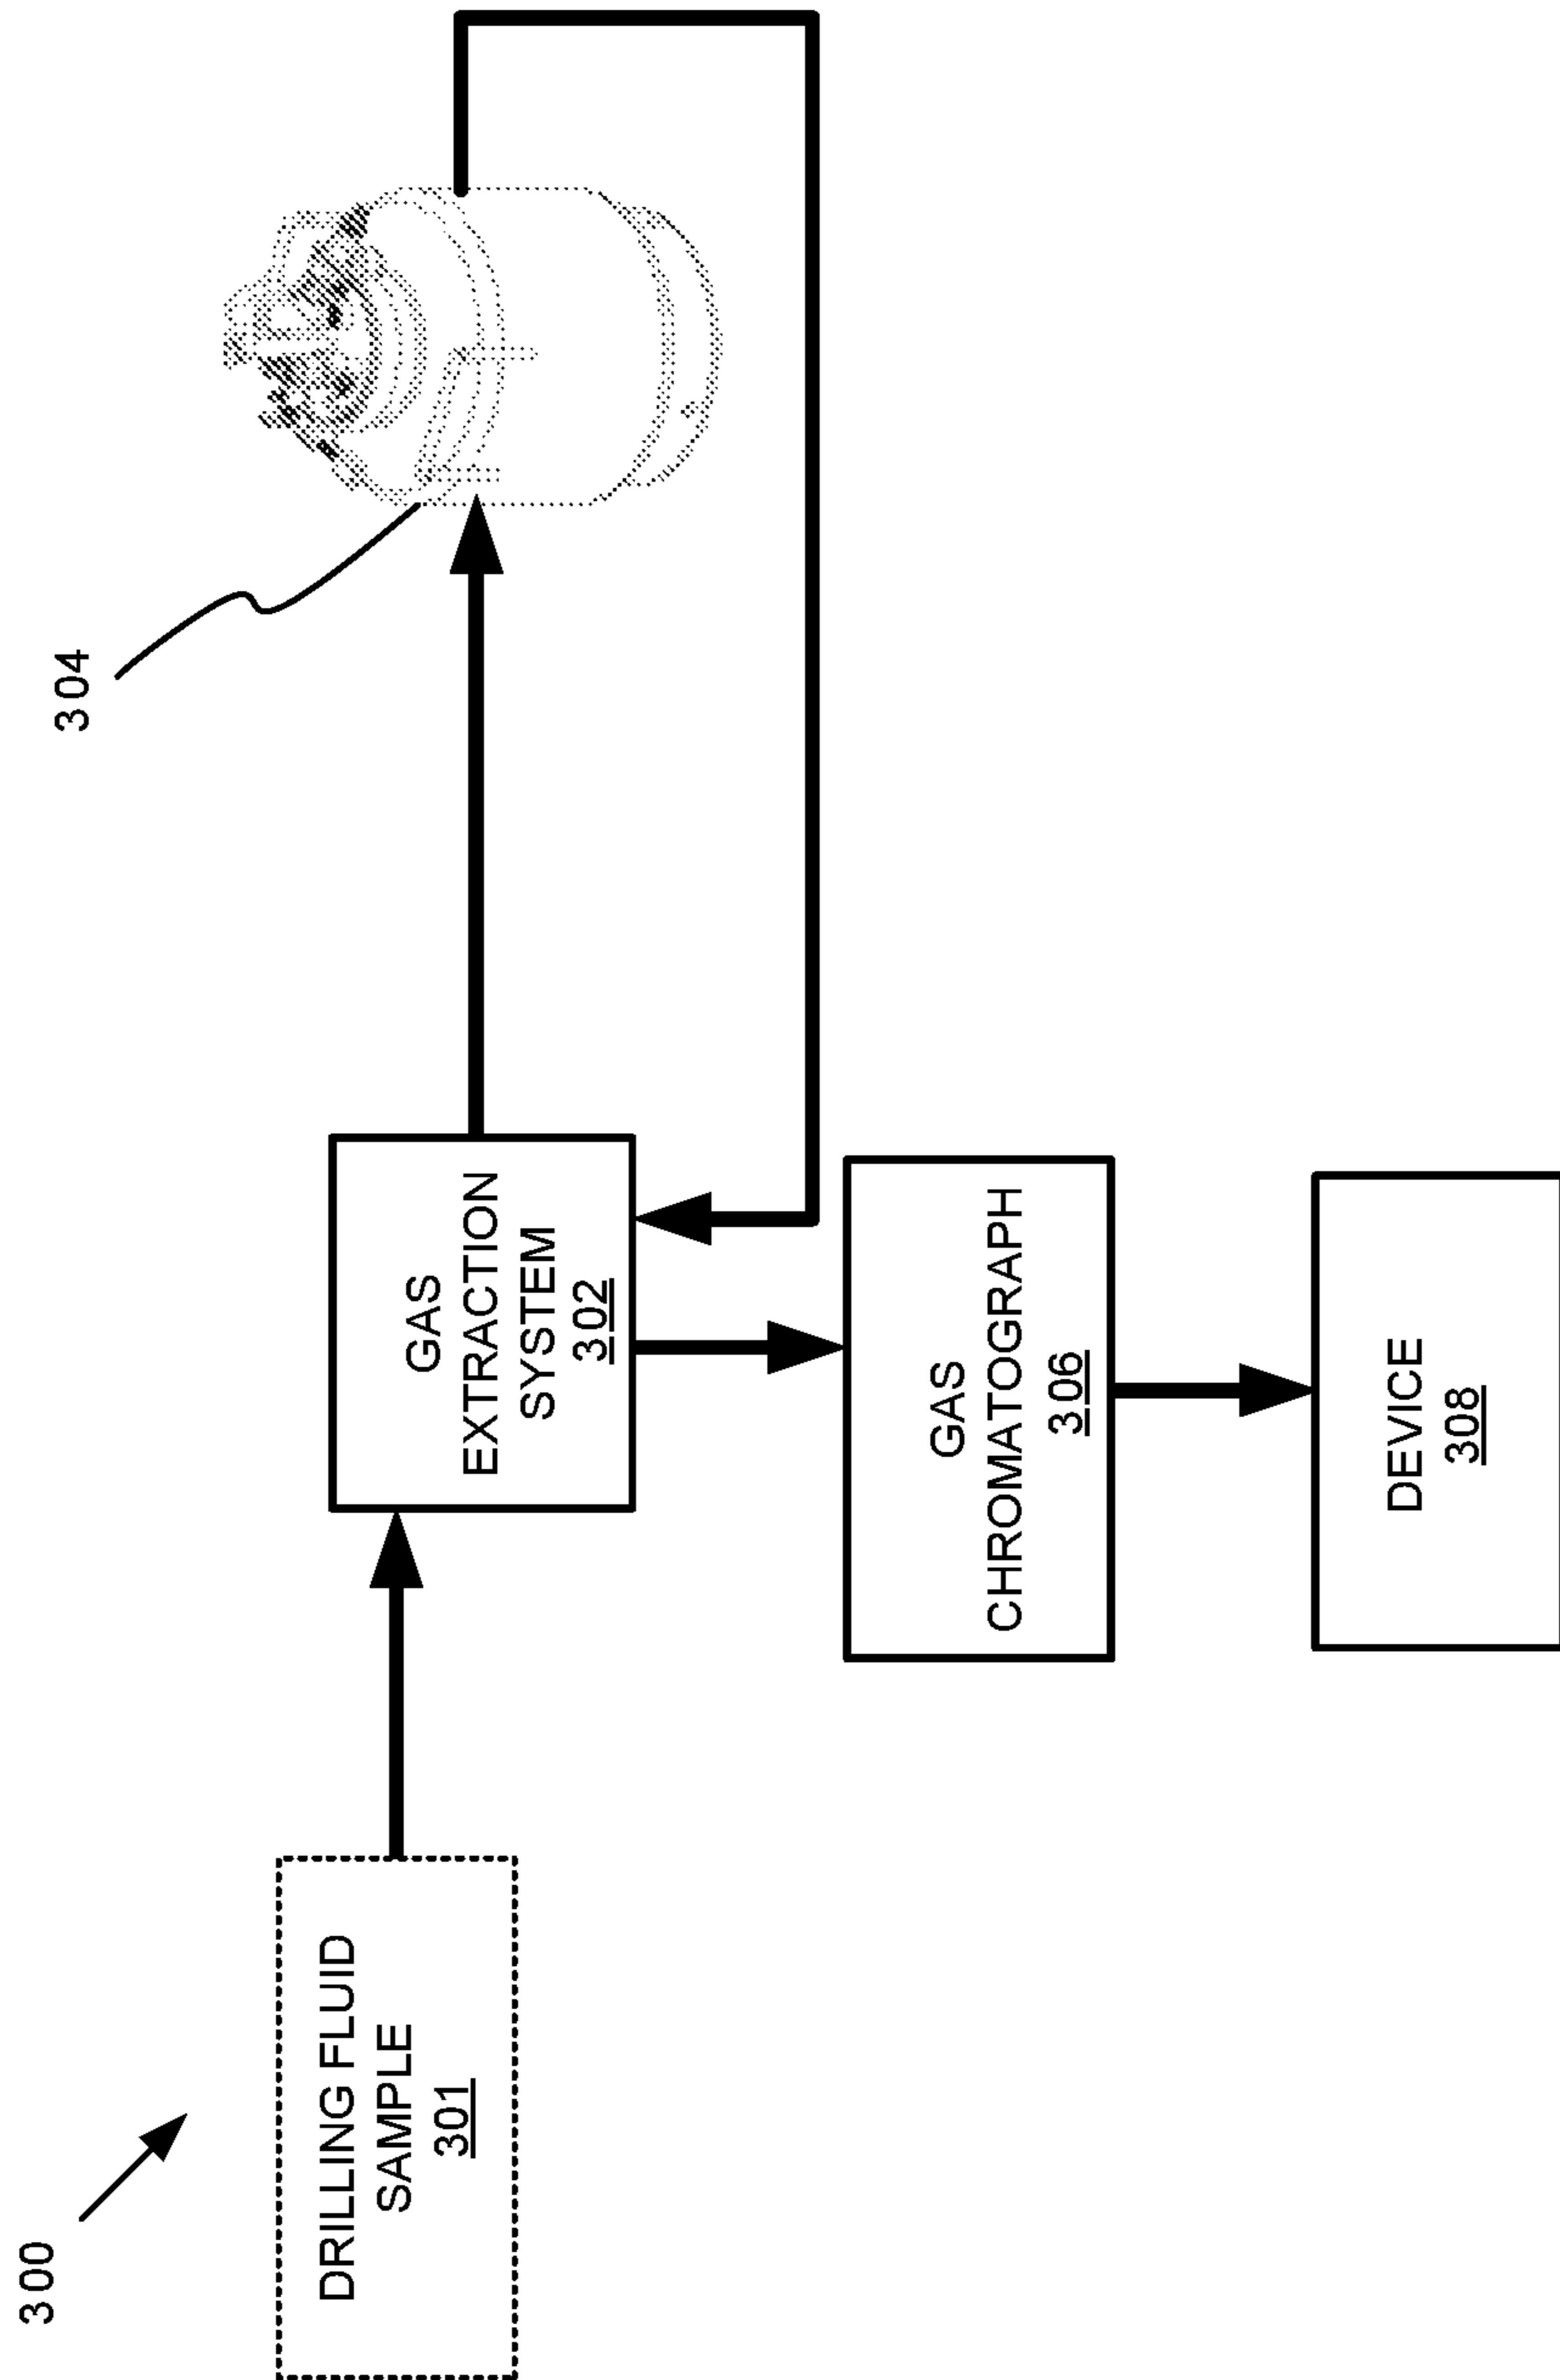 300
304
DRILLING FLUID
SAMPLE
301
GAS
EXTRACTION
SYSTEM
302
GAS
CHROMATOGRAPH
306
DEVICE
308